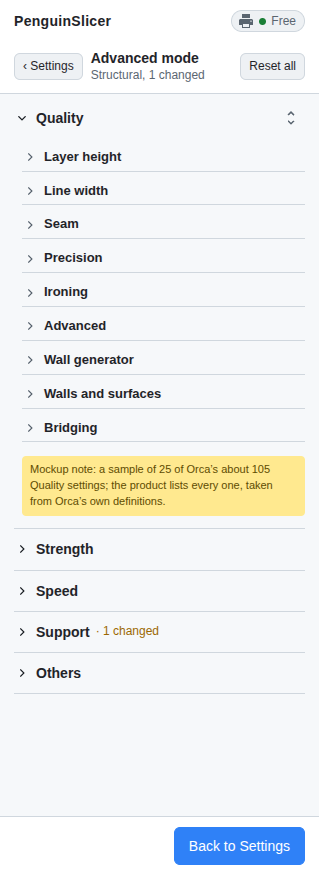 PenguinSlicer
Free
‹ Settings
Advanced mode
Structural, 1 changed
Reset all
Quality
Layer height
Line width
Seam
Precision
Ironing
Advanced
Wall generator
Walls and surfaces
Bridging
Mockup note: a sample of 25 of Orca’s about 105
Quality settings; the product lists every one, taken
from Orca’s own definitions.
Strength
Speed
Support · 1 changed
Others
Back to Settings